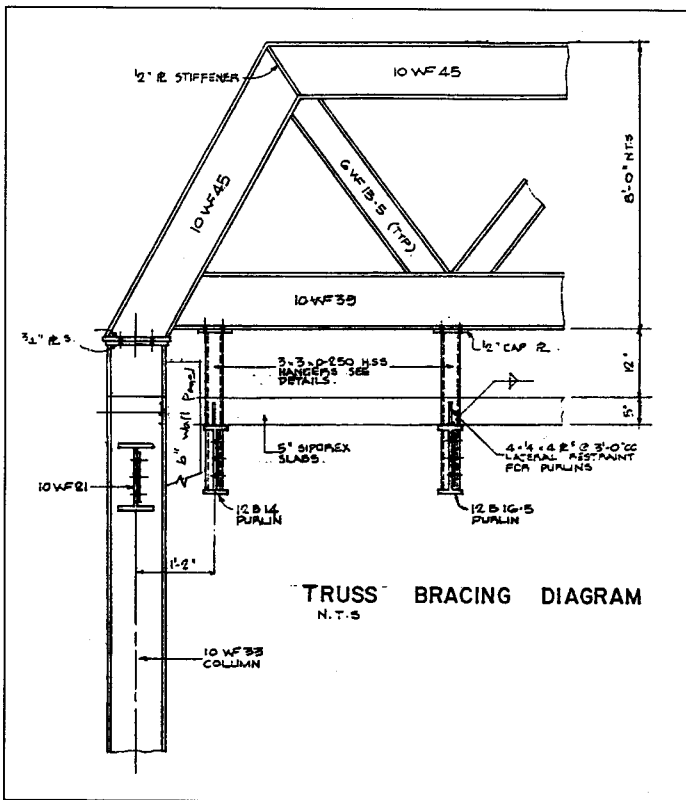 ½" ℞ STIFFENER
10 WF 45
10 WF 45
6 WF 13.5 (TYP).
8'-0" N.T.S
10 WF 39
¾" ℞ S.
½" CAP ℞.
3 x 3 x 0.250 H.S.S
HANGERS SEE
DETAILS.
12"
5"
6" Wall Panel
5" SIPOREX
SLABS.
4 x ¼ x 4 ℞ @ 3'-0" cc
LATERAL RESTRAINT
FOR PURLINS
10 WF 21
12 B 14
PURLIN
12 B 16.5
PURLIN
1'-2"
TRUSS BRACING DIAGRAM
N.T.S
10 WF 33
COLUMN